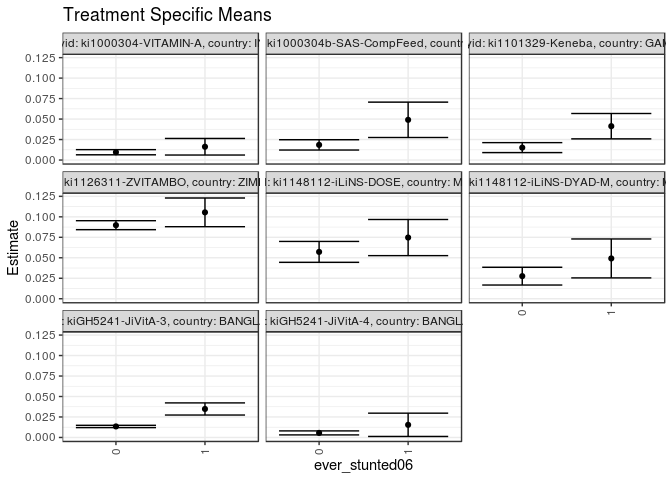 Treatment Specific Means
yid: ki1000304-VITAMIN-A, country:
ki1000304b-SAS-CompFeed, count
yid: ki1101329-Keneba, country: GA
0.125
0.100
0.075
0.050
0.025
0.000
ki1126311-ZVITAMBO, country: ZIM
ki1148112-iLiNS-DOSE, country: M
ki1148112-iLiNS-DYAD-M, country:
0.125
0.100
0.075
0.050
0.025
0.000
0
1
: kiGH5241-JiVitA-3, country: BANGL
: kiGH5241-JiVitA-4, country: BANGL
0.125
0.100
0.075
0.050
0.025
0.000
0
1
0
1
Estimate
ever_stunted06